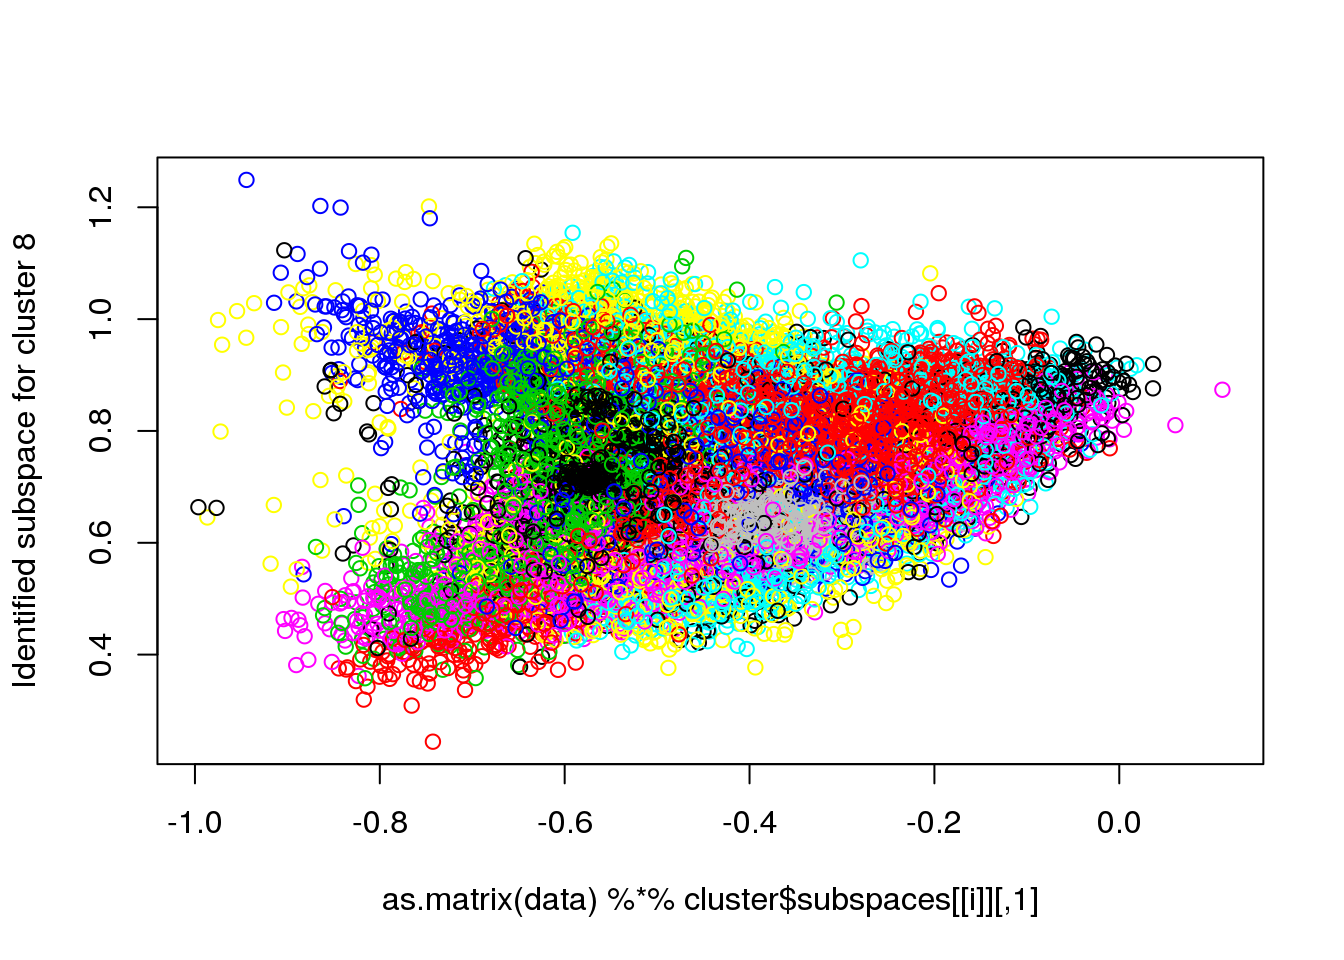 Identified subspace for cluster 8
1.2
1.0
0.8
0.6
0.4
-1.0 -0.8 -0.6 -0.4 -0.2 0.0
as.matrix(data) %*% cluster$subspaces[[i]][,1]